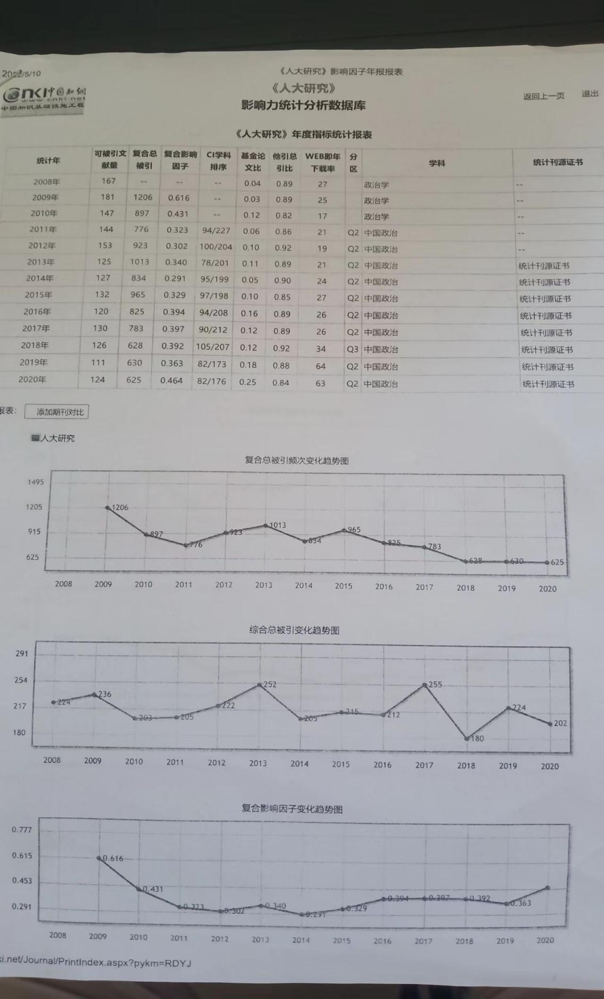 2022/5/10
《人大研究》影响因子年报报表
cnki中国知网
www.cnki.net
中国知识基础设施工程
《人大研究》
影响力统计分析数据库
返回上一页 退出
《人大研究》年度指标统计报表
统计年 可被引文献量 复合总被引 复合影响因子 CI学科排序 基金论文比 他引总引比 WEB即年下载率 分区 学科 统计刊源证书
2008年 167 -- -- -- 0.04 0.89 27 政治学 --
2009年 181 1206 0.616 -- 0.03 0.89 25 政治学 --
2010年 147 897 0.431 -- 0.12 0.82 17 政治学 --
2011年 144 776 0.323 94/227 0.06 0.86 21 Q2 中国政治 --
2012年 153 923 0.302 100/204 0.10 0.92 19 Q2 中国政治 --
2013年 125 1013 0.340 78/201 0.11 0.89 21 Q2 中国政治 统计刊源证书
2014年 127 834 0.291 95/199 0.05 0.90 24 Q2 中国政治 统计刊源证书
2015年 132 965 0.329 97/198 0.10 0.85 27 Q2 中国政治 统计刊源证书
2016年 120 825 0.394 94/208 0.16 0.89 26 Q2 中国政治 统计刊源证书
2017年 130 783 0.397 90/212 0.12 0.89 26 Q2 中国政治 统计刊源证书
2018年 126 628 0.392 105/207 0.12 0.92 34 Q3 中国政治 统计刊源证书
2019年 111 630 0.363 82/173 0.18 0.88 64 Q2 中国政治 统计刊源证书
2020年 124 625 0.464 82/176 0.25 0.84 63 Q2 中国政治 统计刊源证书
报表: 添加期刊对比
人大研究
复合总被引频次变化趋势图
1495
1205
915
625
1206 897 776 923 1013 834 965 825 783 628 630 625
2008 2009 2010 2011 2012 2013 2014 2015 2016 2017 2018 2019 2020
综合总被引变化趋势图
291
254
217
180
224 236 203 205 222 252 205 215 212 255 180 224 202
2008 2009 2010 2011 2012 2013 2014 2015 2016 2017 2018 2019 2020
复合影响因子变化趋势图
0.777
0.615
0.453
0.291
0.616 0.431 0.323 0.302 0.340 0.291 0.329 0.394 0.397 0.392 0.363
2008 2009 2010 2011 2012 2013 2014 2015 2016 2017 2018 2019 2020
ki.net/Journal/PrintIndex.aspx?pykm=RDYJ